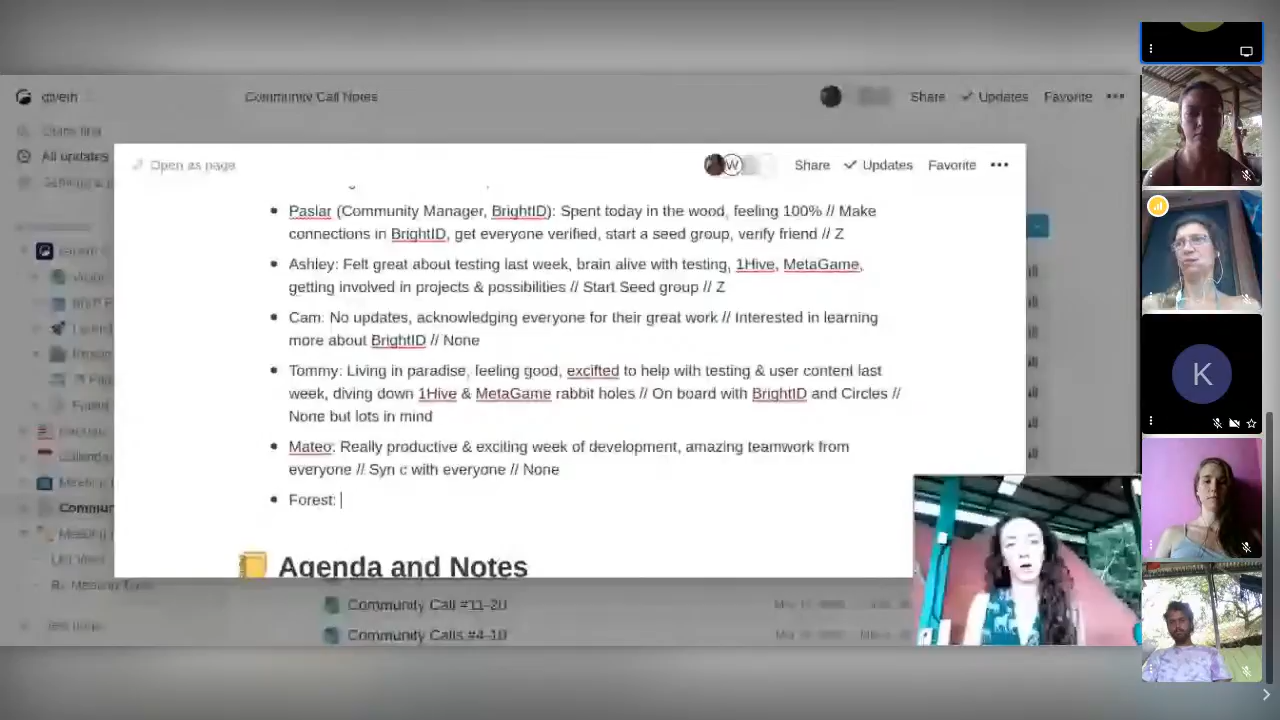 giveth
Community Call Notes
Share
Updates
Favorite
•••
All updates
Open as page
W
Share
Updates
Favorite
•••
Paslar (Community Manager, BrightID): Spent today in the wood, feeling 100% // Make
connections in BrightID, get everyone verified, start a seed group, verify friend // Z
Ashley: Felt great about testing last week, brain alive with testing, 1Hive, MetaGame,
getting involved in projects & possibilities // Start Seed group // Z
Cam: No updates, acknowledging everyone for their great work // Interested in learning
more about BrightID // None
Tommy: Living in paradise, feeling good, excifted to help with testing & user content last
week, diving down 1Hive & MetaGame rabbit holes // On board with BrightID and Circles //
None but lots in mind
Mateo: Really productive & exciting week of development, amazing teamwork from
everyone // Syn c with everyone // None
Forest:
Agenda and Notes
Community Call #11-20
Community Calls #4-10
K